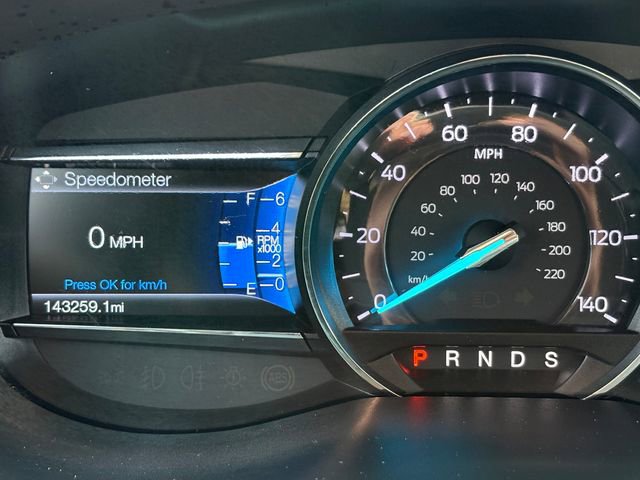 Speedometer
0 MPH
Press OK for km/h
143259.1mi
F 6
4
RPM
x1000
2
E 0
MPH
0 20 40 60 80 100 120 140
km/h
20 40 60 80 100 120 140 160 180 200 220
P R N D S
(ABS)